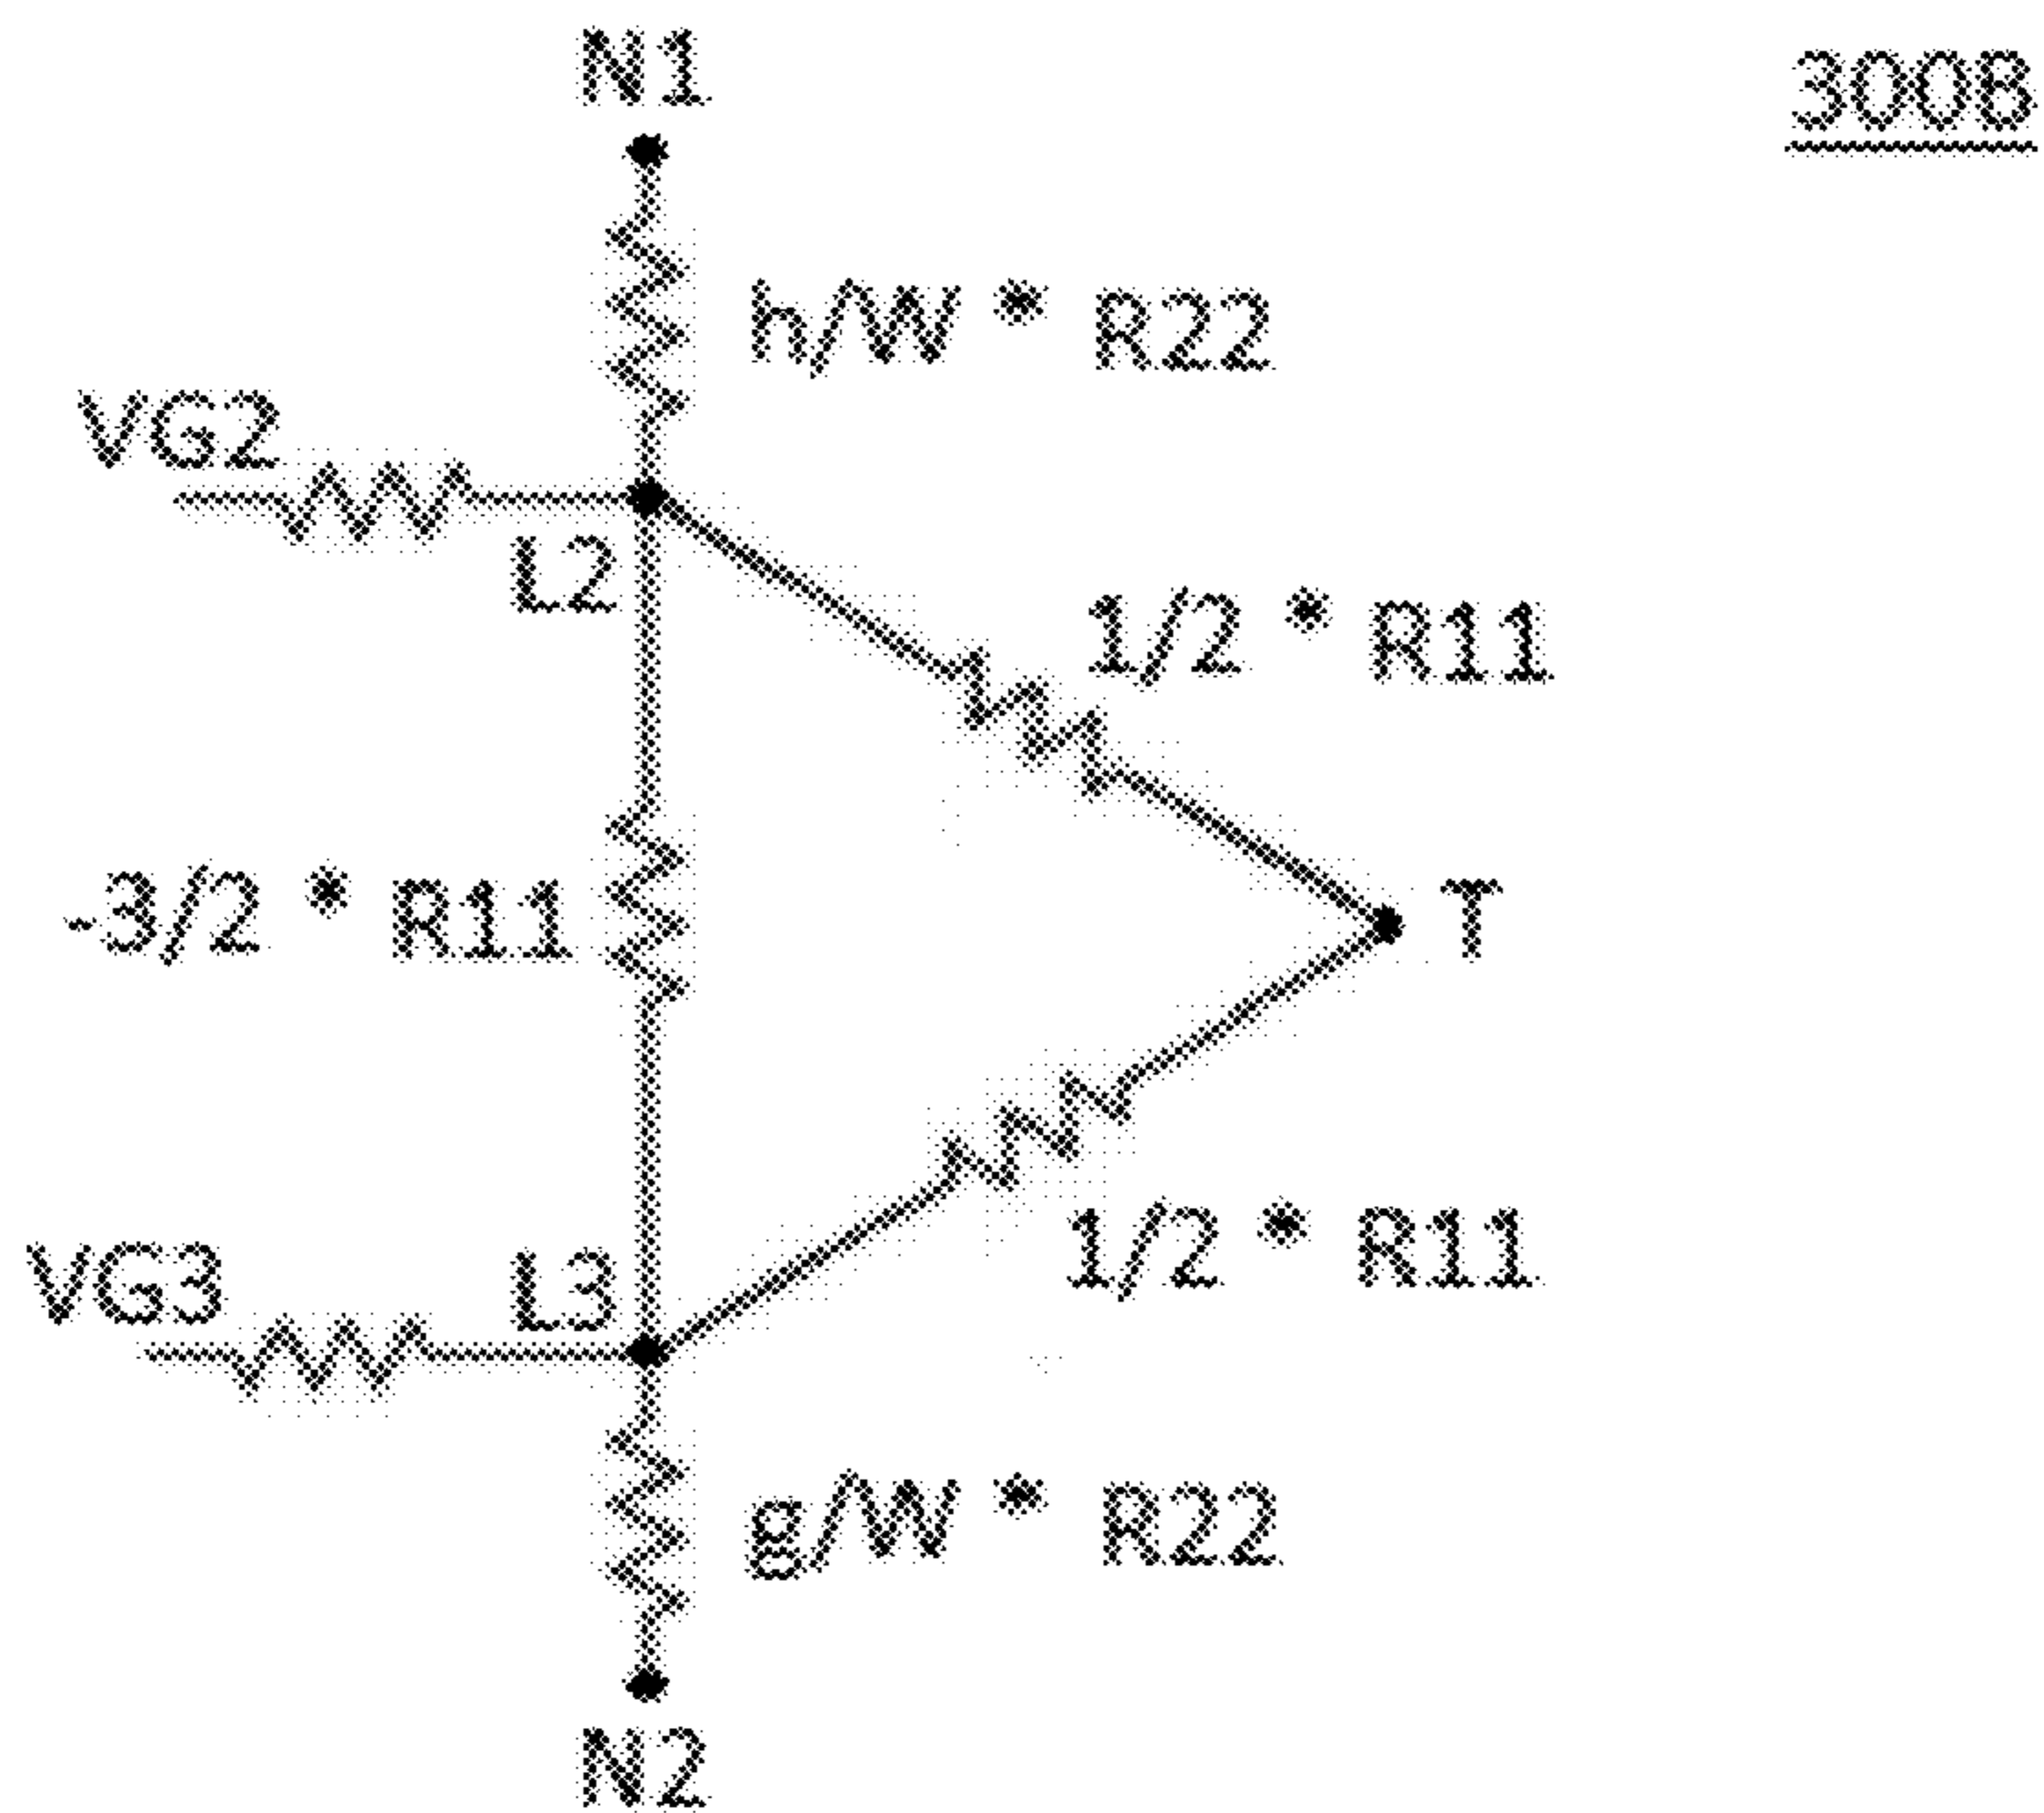 N1
300B
h/W * R22
VG2
L2
1/2 * R11
-3/2 * R11
T
VG3
L3
1/2 * R11
g/W * R22
N2